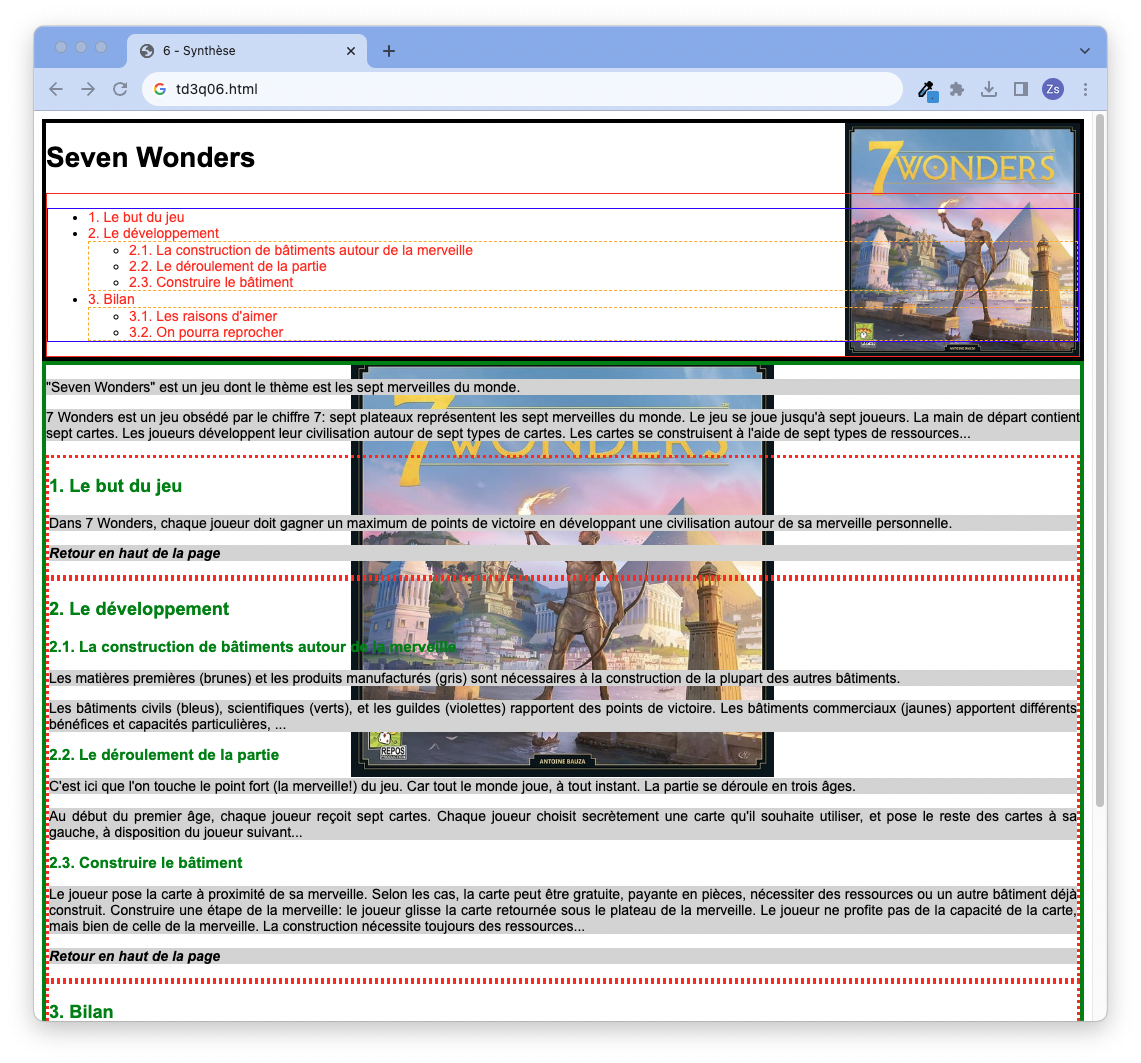 6 - Synthèse
td3q06.html
Zs
Seven Wonders
7 WONDERS
1. Le but du jeu
2. Le développement
2.1. La construction de bâtiments autour de la merveille
2.2. Le déroulement de la partie
2.3. Construire le bâtiment
3. Bilan
3.1. Les raisons d'aimer
3.2. On pourra reprocher
ANTOINE BAUZA
"Seven Wonders" est un jeu dont le thème est les sept merveilles du monde.
7 Wonders est un jeu obsédé par le chiffre 7: sept plateaux représentent les sept merveilles du monde. Le jeu se joue jusqu'à sept joueurs. La main de départ contient
sept cartes. Les joueurs développent leur civilisation autour de sept types de cartes. Les cartes se construisent à l'aide de sept types de ressources...
7 WONDERS
1. Le but du jeu
Dans 7 Wonders, chaque joueur doit gagner un maximum de points de victoire en développant une civilisation autour de sa merveille personnelle.
Retour en haut de la page
2. Le développement
2.1. La construction de bâtiments autour de la merveille
Les matières premières (brunes) et les produits manufacturés (gris) sont nécessaires à la construction de la plupart des autres bâtiments.
Les bâtiments civils (bleus), scientifiques (verts), et les guildes (violettes) rapportent des points de victoire. Les bâtiments commerciaux (jaunes) apportent différents
bénéfices et capacités particulières, ...
REPOS
2.2. Le déroulement de la partie
ANTOINE BAUZA
C'est ici que l'on touche le point fort (la merveille!) du jeu. Car tout le monde joue, à tout instant. La partie se déroule en trois âges.
Au début du premier âge, chaque joueur reçoit sept cartes. Chaque joueur choisit secrètement une carte qu'il souhaite utiliser, et pose le reste des cartes à sa
gauche, à disposition du joueur suivant...
2.3. Construire le bâtiment
Le joueur pose la carte à proximité de sa merveille. Selon les cas, la carte peut être gratuite, payante en pièces, nécessiter des ressources ou un autre bâtiment déjà
construit. Construire une étape de la merveille: le joueur glisse la carte retournée sous le plateau de la merveille. Le joueur ne profite pas de la capacité de la carte,
mais bien de celle de la merveille. La construction nécessite toujours des ressources...
Retour en haut de la page
3. Bilan